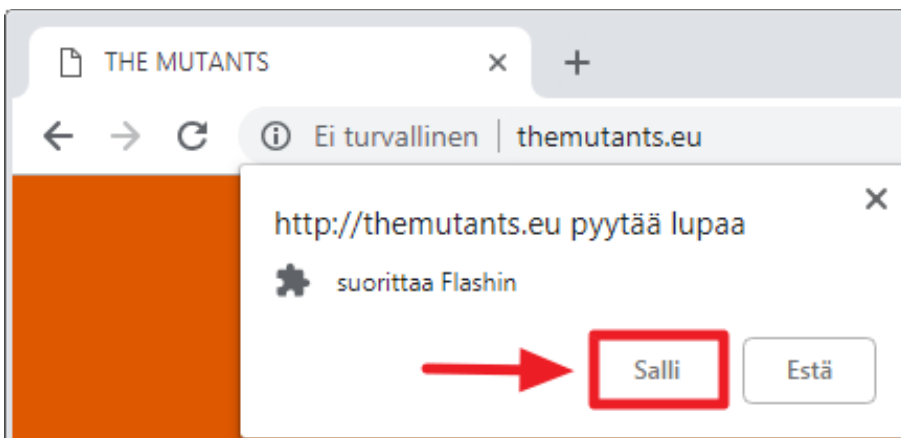 THE MUTANTS
Ei turvallinen | themutants.eu
http://themutants.eu pyytää lupaa
suorittaa Flashin
Salli Estä